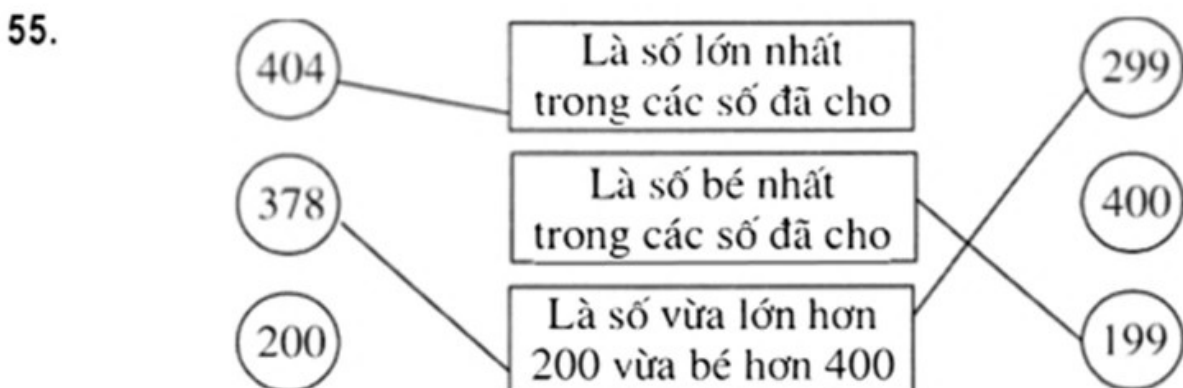 55.
404
Là số lớn nhất
trong các số đã cho
299
378
Là số bé nhất
trong các số đã cho
400
200
Là số vừa lớn hơn
200 vừa bé hơn 400
199